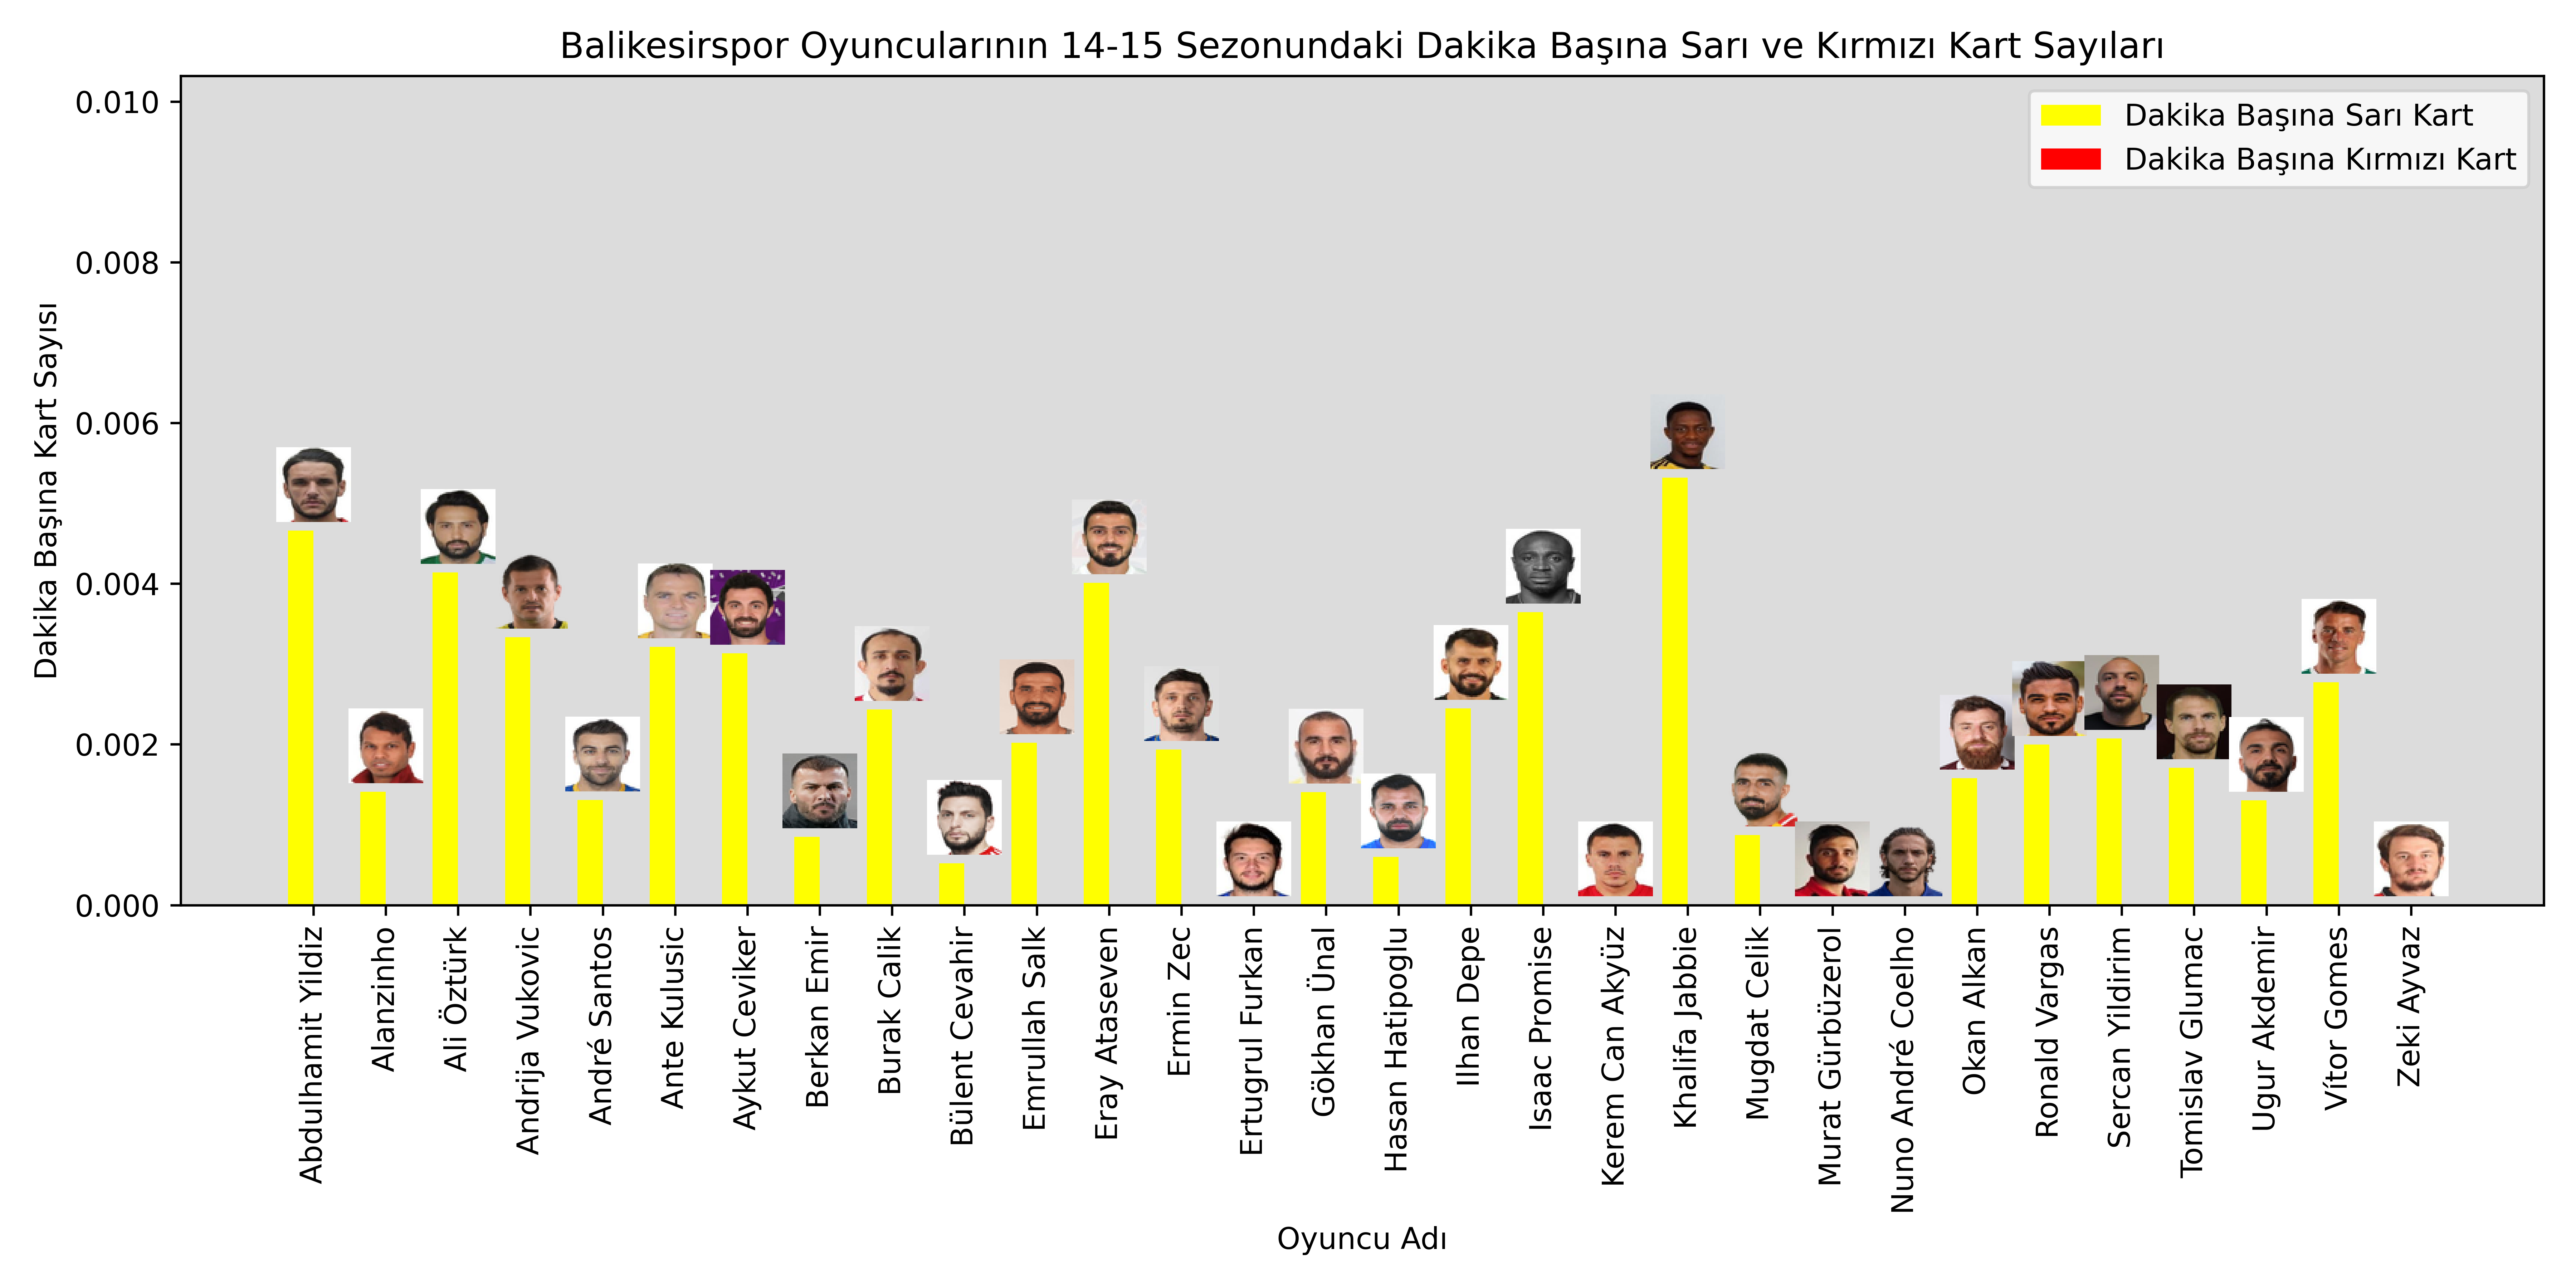 Balikesirspor Oyuncularının 14-15 Sezonundaki Dakika Başına Sarı ve Kırmızı Kart Sayıları
Dakika Başına Sarı Kart
Dakika Başına Kırmızı Kart
Dakika Başına Kart Sayısı
0.010
0.008
0.006
0.004
0.002
0.000
Abdulhamit Yildiz
Alanzinho
Ali Öztürk
Andrija Vukovic
André Santos
Ante Kulusic
Aykut Ceviker
Berkan Emir
Burak Calik
Bülent Cevahir
Emrullah Salk
Eray Ataseven
Ermin Zec
Ertugrul Furkan
Gökhan Ünal
Hasan Hatipoglu
Ilhan Depe
Isaac Promise
Kerem Can Akyüz
Khalifa Jabbie
Mugdat Celik
Murat Gürbüzerol
Nuno André Coelho
Okan Alkan
Ronald Vargas
Sercan Yildirim
Tomislav Glumac
Ugur Akdemir
Vítor Gomes
Zeki Ayvaz
Oyuncu Adı